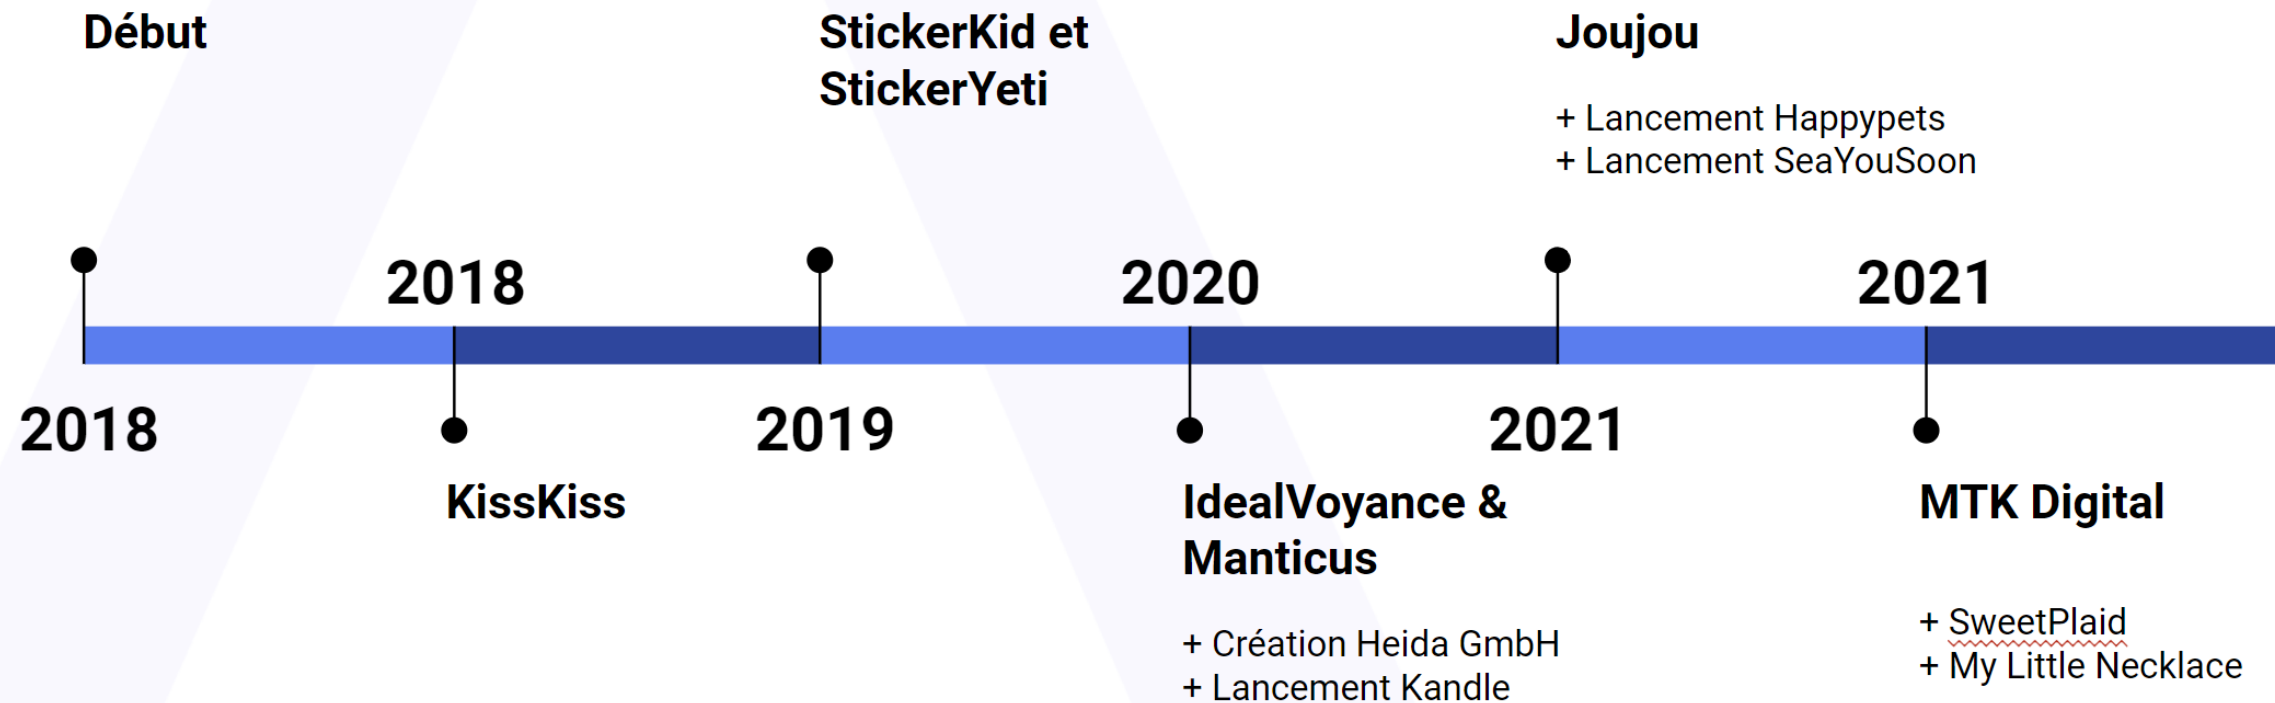 Début
StickerKid et
StickerYeti
Joujou
+ Lancement Happypets
+ Lancement SeaYouSoon
2018
2020
2021
2018
2019
2021
KissKiss
IdealVoyance &
Manticus
+ Création Heida GmbH
+ Lancement Kandle
MTK Digital
+ SweetPlaid
+ My Little Necklace